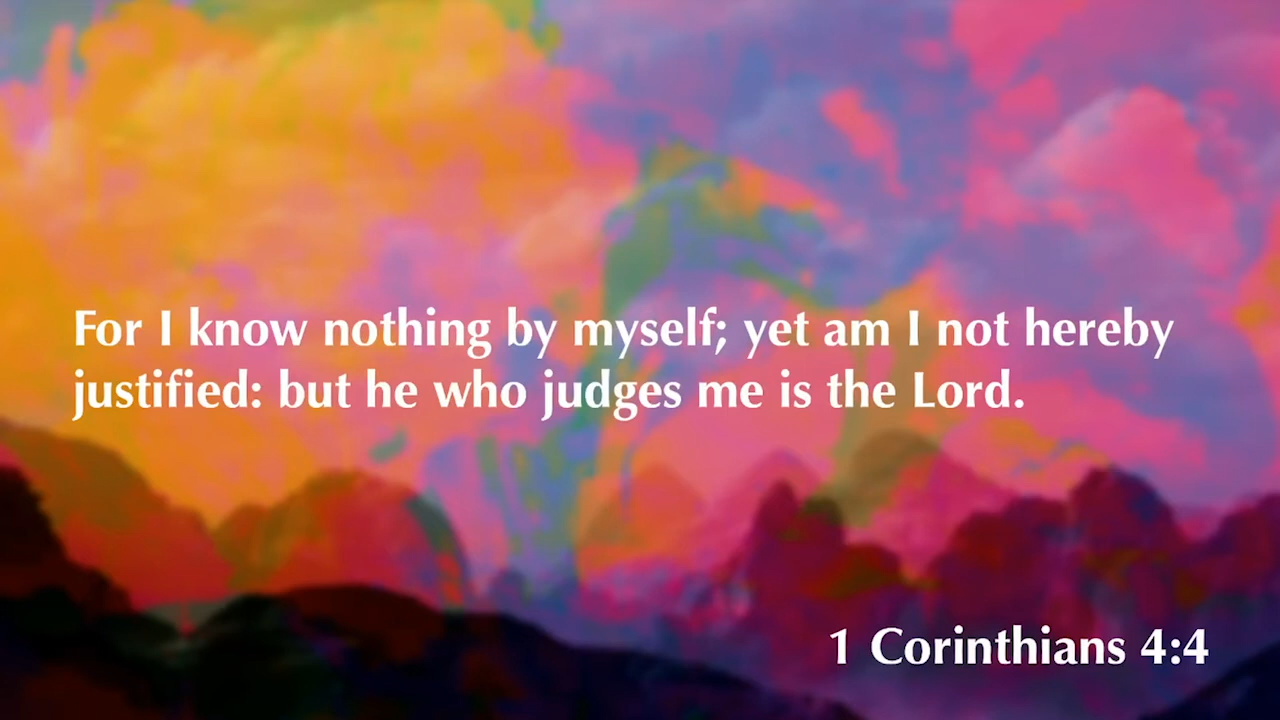 For I know nothing by myself; yet am I not hereby
justified: but he who judges me is the Lord.
1 Corinthians 4:4